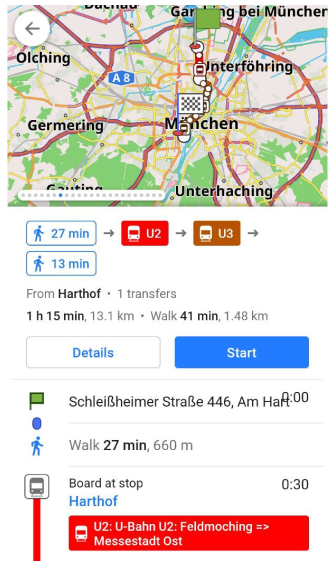 Dachau
Garching bei München
Olching
A 8
Unterföhring
Germering
München
Gauting
Unterhaching
27 min → U2 → U3 →
13 min
From Harthof • 1 transfers
1 h 15 min, 13.1 km • Walk 41 min, 1.48 km
Details
Start
Schleißheimer Straße 446, Am Hart 0:00
Walk 27 min, 660 m
Board at stop 0:30
Harthof
U2: U-Bahn U2: Feldmoching =>
Messestadt Ost